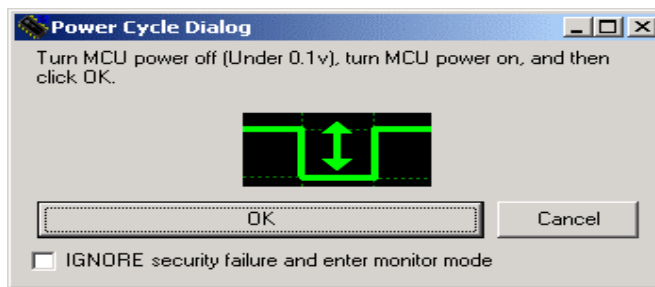 Power Cycle Dialog
Turn MCU power off (Under 0.1v), turn MCU power on, and then
click OK.
OK
Cancel
IGNORE security failure and enter monitor mode